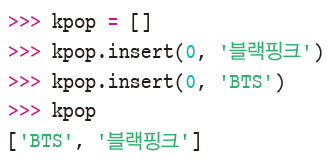 >>> kpop = []
>>> kpop.insert(0, '블랙핑크')
>>> kpop.insert(0, 'BTS')
>>> kpop
['BTS', '블랙핑크']